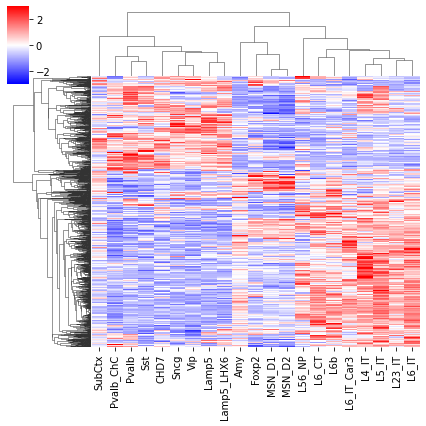 2
0
−2
SubCtx
Pvalb_ChC
Pvalb
Sst
CHD7
Sncg
Vip
Lamp5
Lamp5_LHX6
Amy
Foxp2
MSN_D1
MSN_D2
L56_NP
L6_CT
L6b
L6_IT_Car3
L4_IT
L5_IT
L23_IT
L6_IT